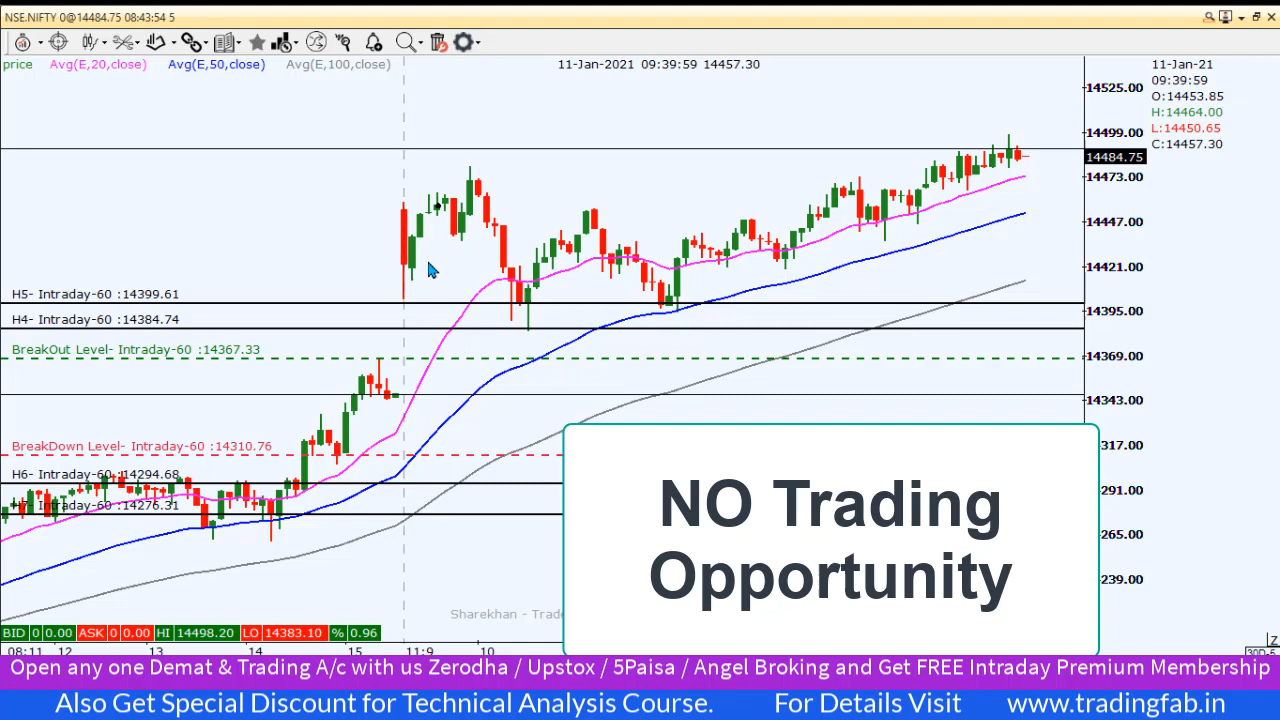 NSE.NIFTY 0@14484.75 08:43:54 5
price Avg(E,20,close) Avg(E,50,close) Avg(E,100,close) 11-Jan-2021 09:39:59 14457.30
11-Jan-21
09:39:59
O:14453.85
H:14464.00
L:14450.65
C:14457.30
14525.00
14499.00
14484.75
14473.00
14447.00
14421.00
14395.00
14369.00
14343.00
317.00
291.00
265.00
239.00
H5- Intraday-60 :14399.61
H4- Intraday-60 :14384.74
BreakOut Level- Intraday-60 :14367.33
BreakDown Level- Intraday-60 :14310.76
H6- Intraday-60 :14294.68
Intraday-60 :14276.31
NO Trading
Opportunity
Sharekhan - Trade
BID 0 0.00 ASK 0 0.00 HI 14498.20 LO 14383.10 % 0.96
08:11 12 13 14 15 11:9 10
Z
30D-5
Open any one Demat & Trading A/c with us Zerodha / Upstox / 5Paisa / Angel Broking and Get FREE Intraday Premium Membership
Also Get Special Discount for Technical Analysis Course. For Details Visit www.tradingfab.in